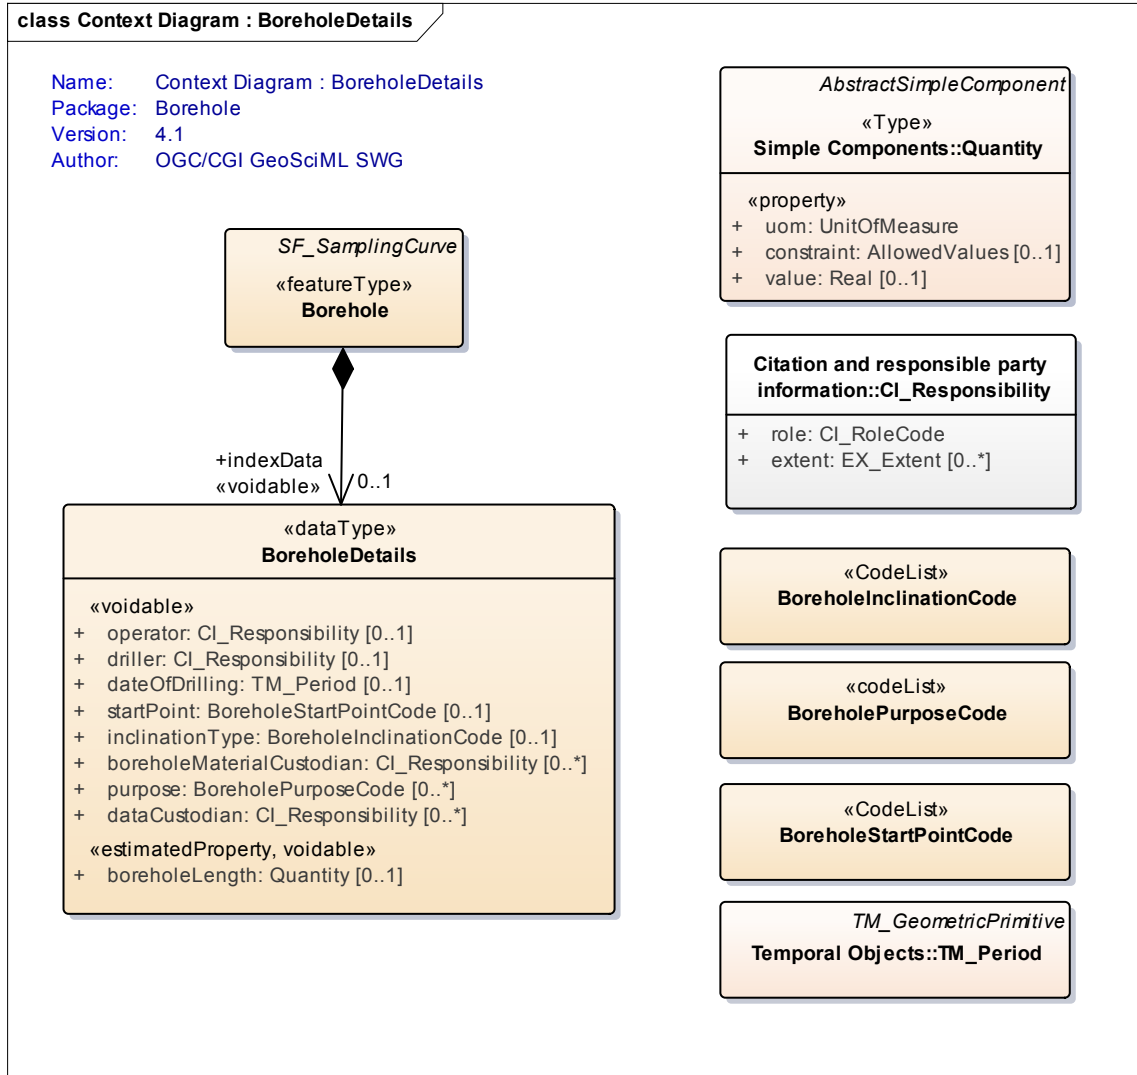 class Context Diagram : BoreholeDetails
Name: Context Diagram : BoreholeDetails
Package: Borehole
Version: 4.1
Author: OGC/CGI GeoSciML SWG
SF_SamplingCurve
«featureType»
Borehole
+indexData
«voidable» 0..1
«dataType»
BoreholeDetails
«voidable»
+ operator: CI_Responsibility [0..1]
+ driller: CI_Responsibility [0..1]
+ dateOfDrilling: TM_Period [0..1]
+ startPoint: BoreholeStartPointCode [0..1]
+ inclinationType: BoreholeInclinationCode [0..1]
+ boreholeMaterialCustodian: CI_Responsibility [0..*]
+ purpose: BoreholePurposeCode [0..*]
+ dataCustodian: CI_Responsibility [0..*]
«estimatedProperty, voidable»
+ boreholeLength: Quantity [0..1]
AbstractSimpleComponent
«Type»
Simple Components::Quantity
«property»
+ uom: UnitOfMeasure
+ constraint: AllowedValues [0..1]
+ value: Real [0..1]
Citation and responsible party
information::CI_Responsibility
+ role: CI_RoleCode
+ extent: EX_Extent [0..*]
«CodeList»
BoreholeInclinationCode
«codeList»
BoreholePurposeCode
«CodeList»
BoreholeStartPointCode
TM_GeometricPrimitive
Temporal Objects::TM_Period